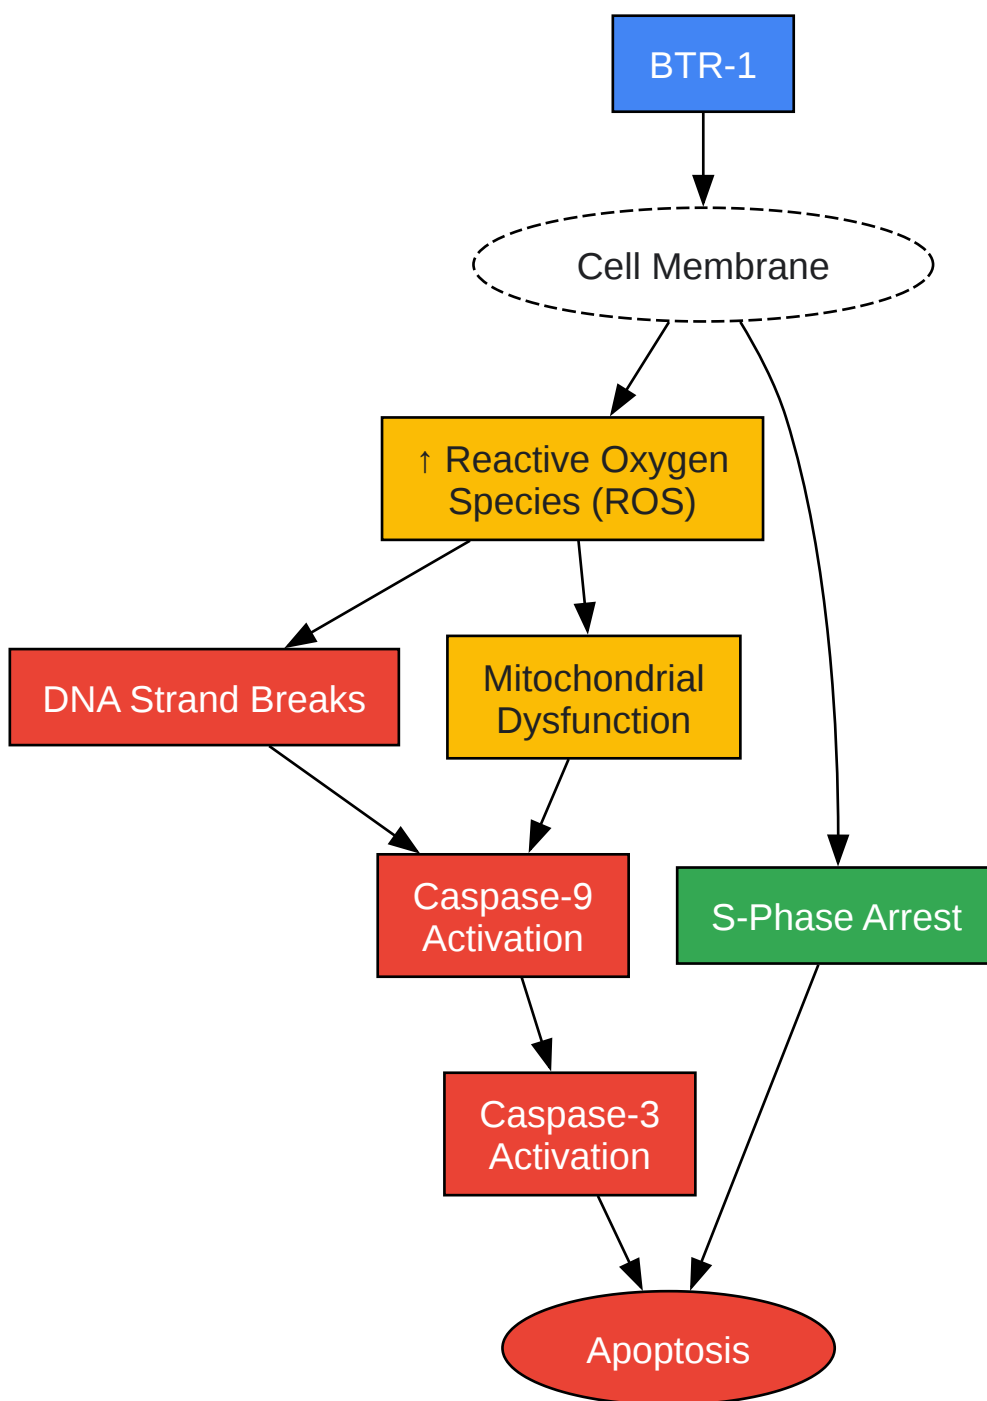 BTR-1
Cell Membrane
↑ Reactive Oxygen
Species (ROS)
DNA Strand Breaks
Mitochondrial
Dysfunction
Caspase-9
Activation
S-Phase Arrest
Caspase-3
Activation
Apoptosis